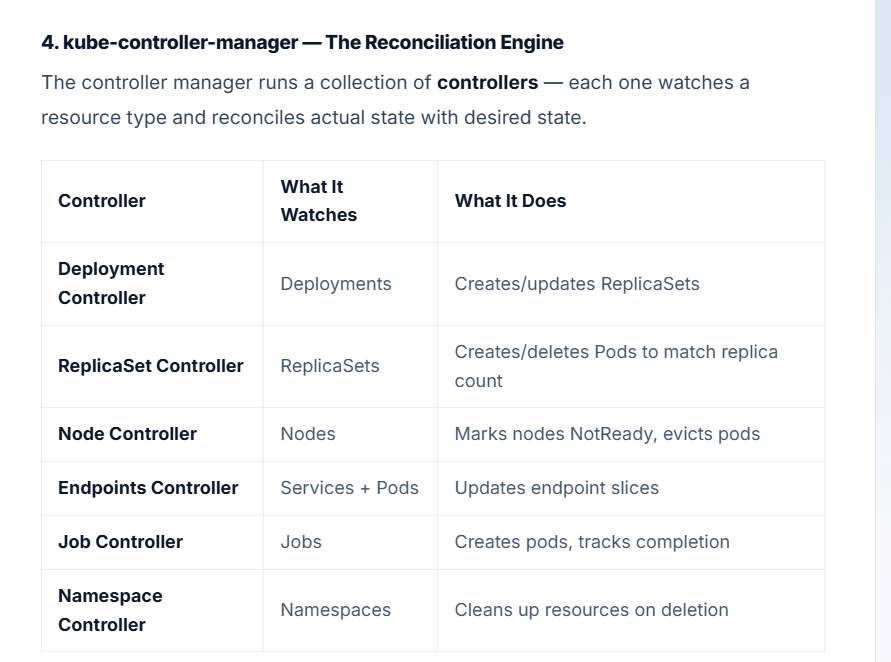 4. kube-controller-manager — The Reconciliation Engine
The controller manager runs a collection of controllers — each one watches a
resource type and reconciles actual state with desired state.
Controller
What It
Watches
What It Does
Deployment
Controller
Deployments
Creates/updates ReplicaSets
ReplicaSet Controller
ReplicaSets
Creates/deletes Pods to match replica
count
Node Controller
Nodes
Marks nodes NotReady, evicts pods
Endpoints Controller
Services + Pods
Updates endpoint slices
Job Controller
Jobs
Creates pods, tracks completion
Namespace
Controller
Namespaces
Cleans up resources on deletion